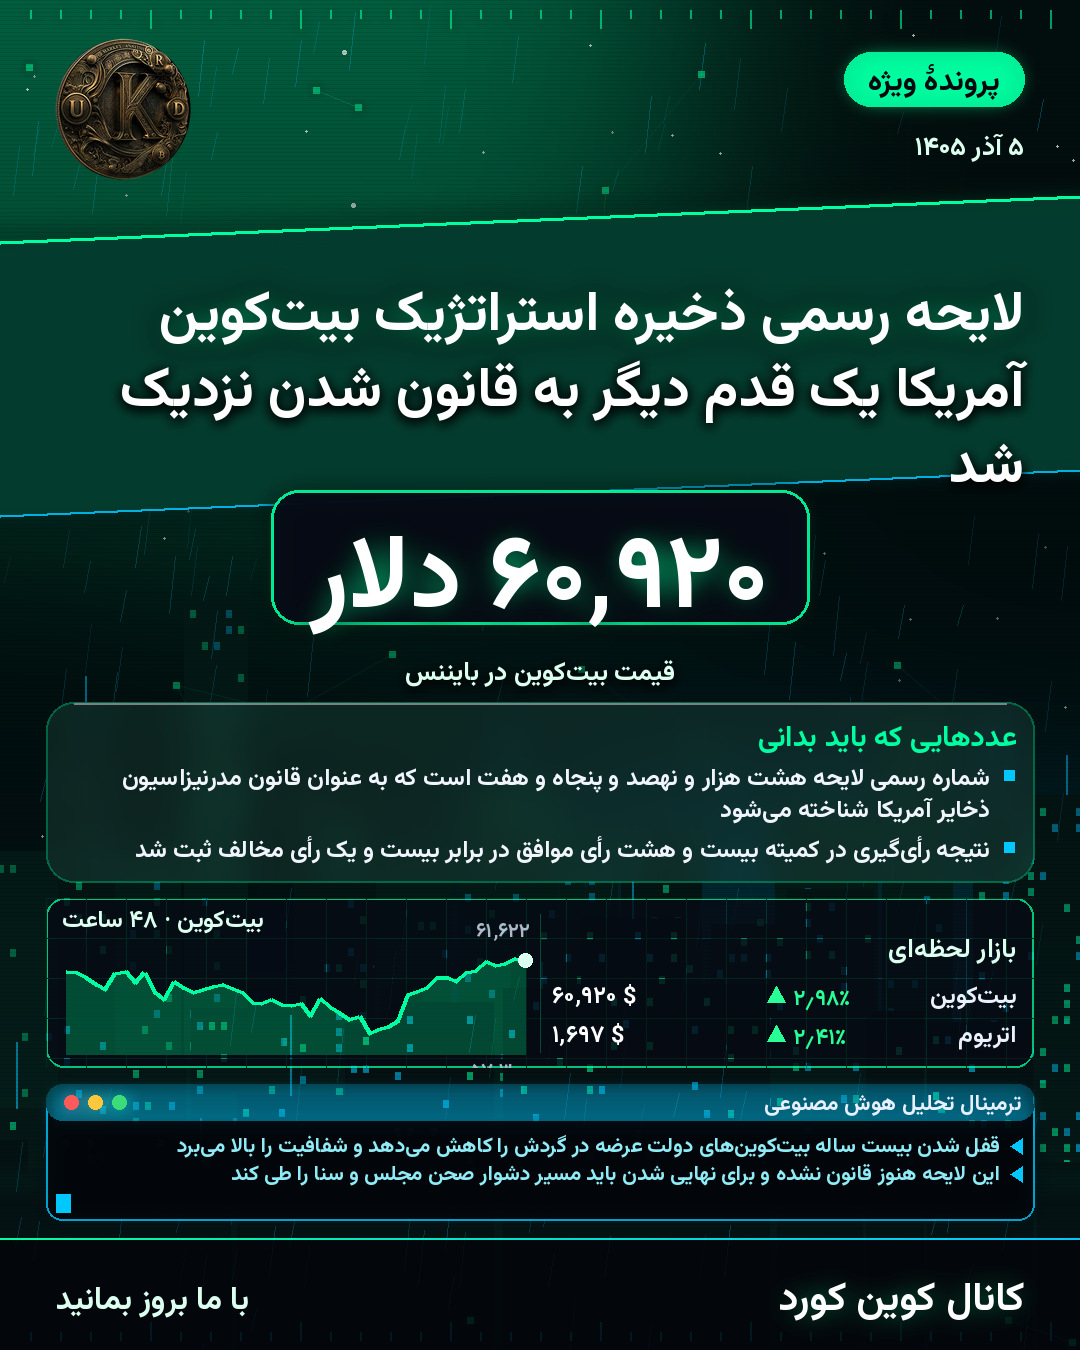 پروندهٔ ویژه
۵ آذر ۱۴۰۵
K
U
R
D
لایحه رسمی ذخیره استراتژیک بیت‌کوین
آمریکا یک قدم دیگر به قانون شدن نزدیک
شد
۶۰,۹۲۰ دلار
قیمت بیت‌کوین در بایننس
عددهایی که باید بدانی
شماره رسمی لایحه هشت هزار و نهصد و پنجاه و هفت است که به عنوان قانون مدرنیزاسیون
ذخایر آمریکا شناخته می‌شود
نتیجه رأی‌گیری در کمیته بیست و هشت رأی موافق در برابر بیست و یک رأی مخالف ثبت شد
بیت‌کوین · ۴۸ ساعت
۶۱,۶۲۲
بازار لحظه‌ای
بیت‌کوین ▲ ۲٫۹۸٪ ۶۰,۹۲۰ $
اتریوم ▲ ۲٫۴۱٪ ۱,۶۹۷ $
ترمینال تحلیل هوش مصنوعی
قفل شدن بیست ساله بیت‌کوین‌های دولت عرضه در گردش را کاهش می‌دهد و شفافیت را بالا می‌برد
این لایحه هنوز قانون نشده و برای نهایی شدن باید مسیر دشوار صحن مجلس و سنا را طی کند
کانال کوین کورد
با ما بروز بمانید